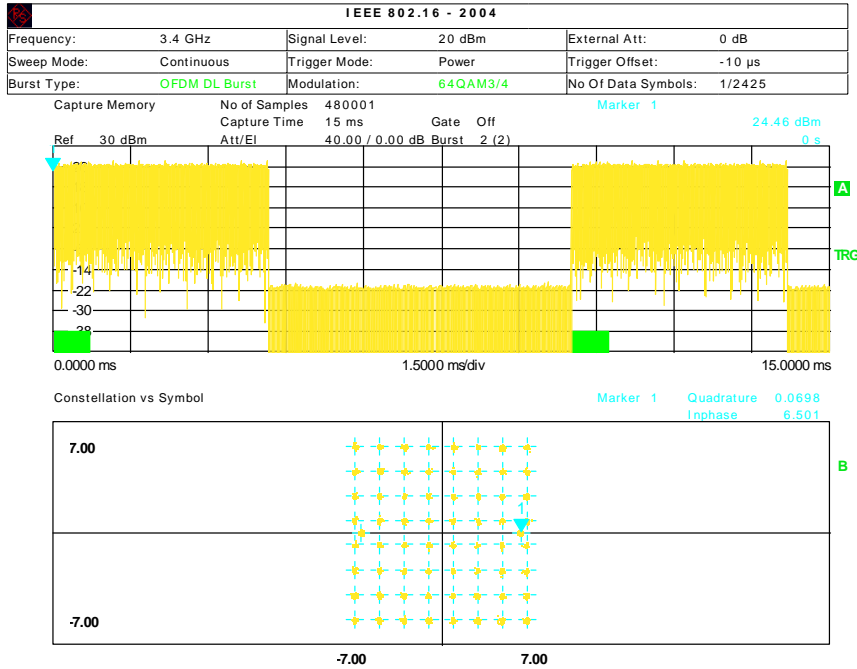 IEEE 802.16 - 2004
Frequency: 3.4 GHz Signal Level: 20 dBm External Att: 0 dB
Sweep Mode: Continuous Trigger Mode: Power Trigger Offset: -10 µs
Burst Type: OFDM DL Burst Modulation: 64QAM3/4 No Of Data Symbols: 1/2425
Capture Memory No of Samples 480001 Marker 1
Capture Time 15 ms Gate Off 24.46 dBm
Ref 30 dBm Att/El 40.00 / 0.00 dB Burst 2 (2) 0 s
A
TRG
-14
-22
-30
0.0000 ms 1.5000 ms/div 15.0000 ms
Constellation vs Symbol Marker 1 Quadrature 0.0698
Inphase 6.501
7.00
B
1
-7.00
-7.00 7.00